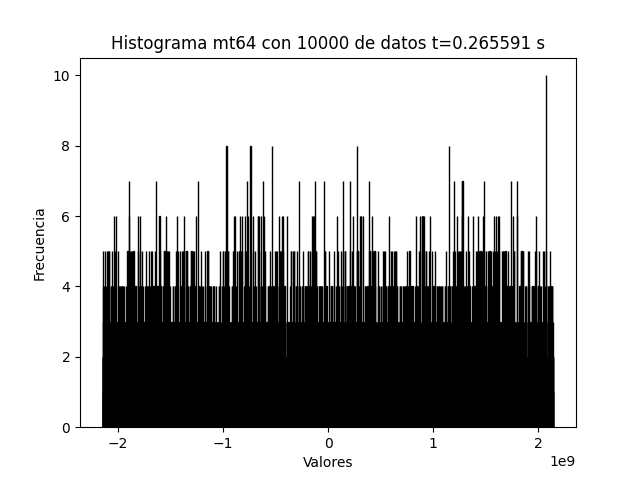 Histograma mt64 con 10000 de datos t=0.265591 s
10
8
6
4
2
0
Frecuencia
−2
−1
0
1
2
1e9
Valores